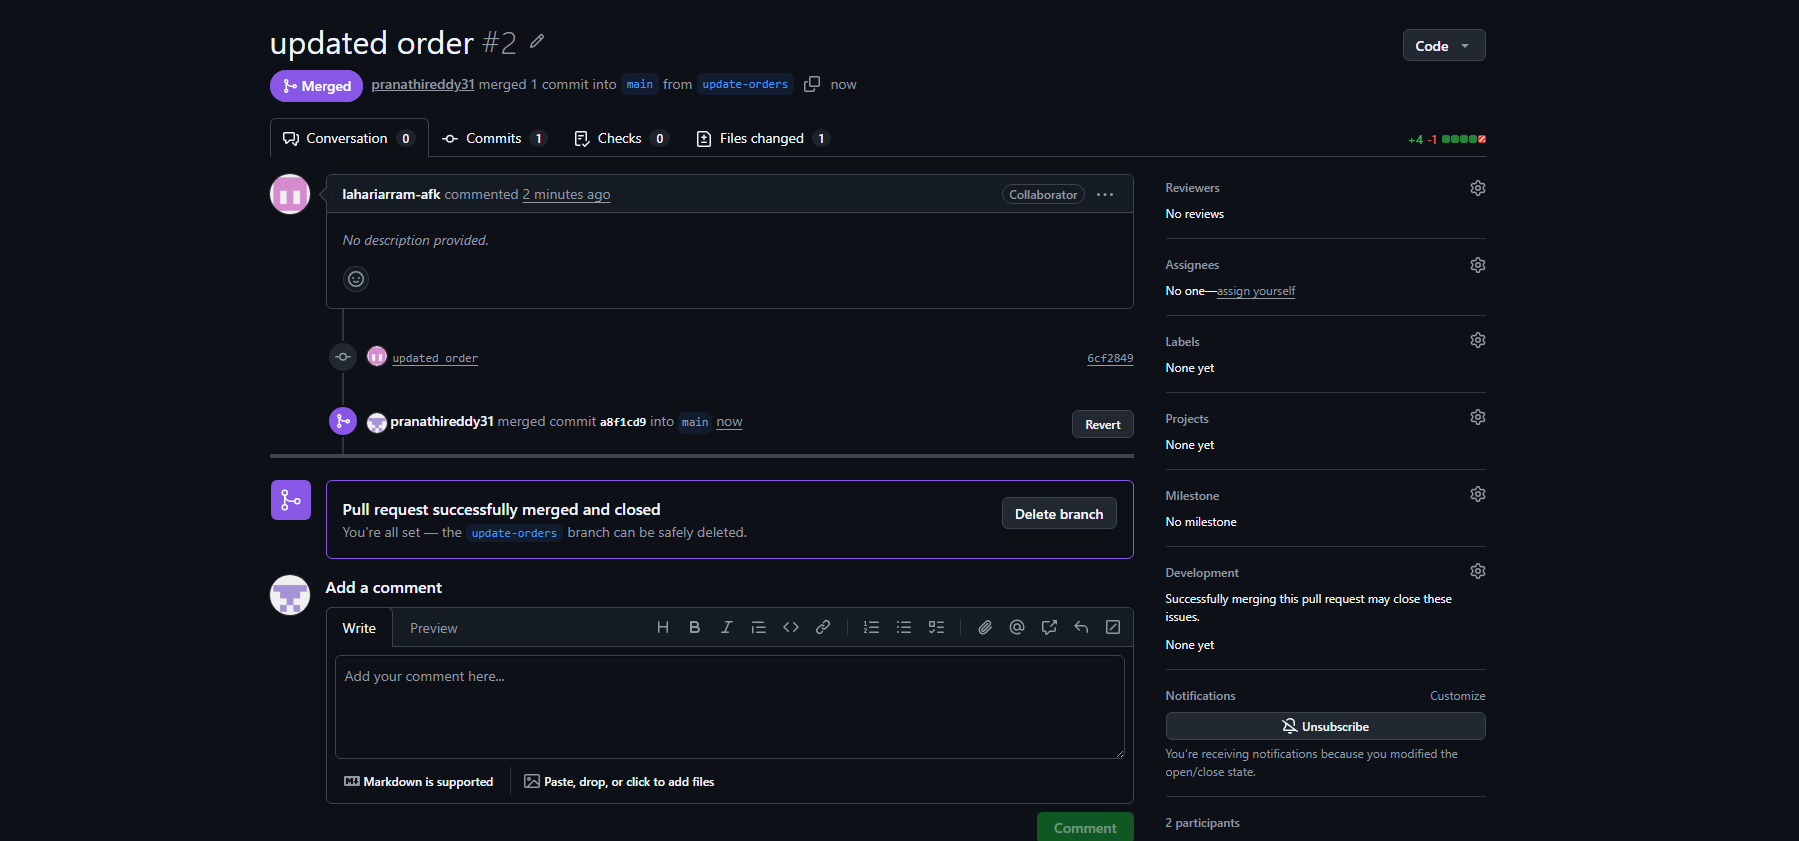 updated order #2
Code
Merged
pranathireddy31 merged 1 commit into main from update-orders now
Conversation 0
Commits 1
Checks 0
Files changed 1
+4 -1
lahariarram-afk commented 2 minutes ago
Collaborator
No description provided.
updated order
6cf2849
pranathireddy31 merged commit a8f1cd9 into main now
Revert
Pull request successfully merged and closed
You're all set — the update-orders branch can be safely deleted.
Delete branch
Add a comment
Write
Preview
Add your comment here...
Markdown is supported
Paste, drop, or click to add files
Comment
Reviewers
No reviews
Assignees
No one—assign yourself
Labels
None yet
Projects
None yet
Milestone
No milestone
Development
Successfully merging this pull request may close these
issues.
None yet
Notifications
Customize
Unsubscribe
You're receiving notifications because you modified the
open/close state.
2 participants